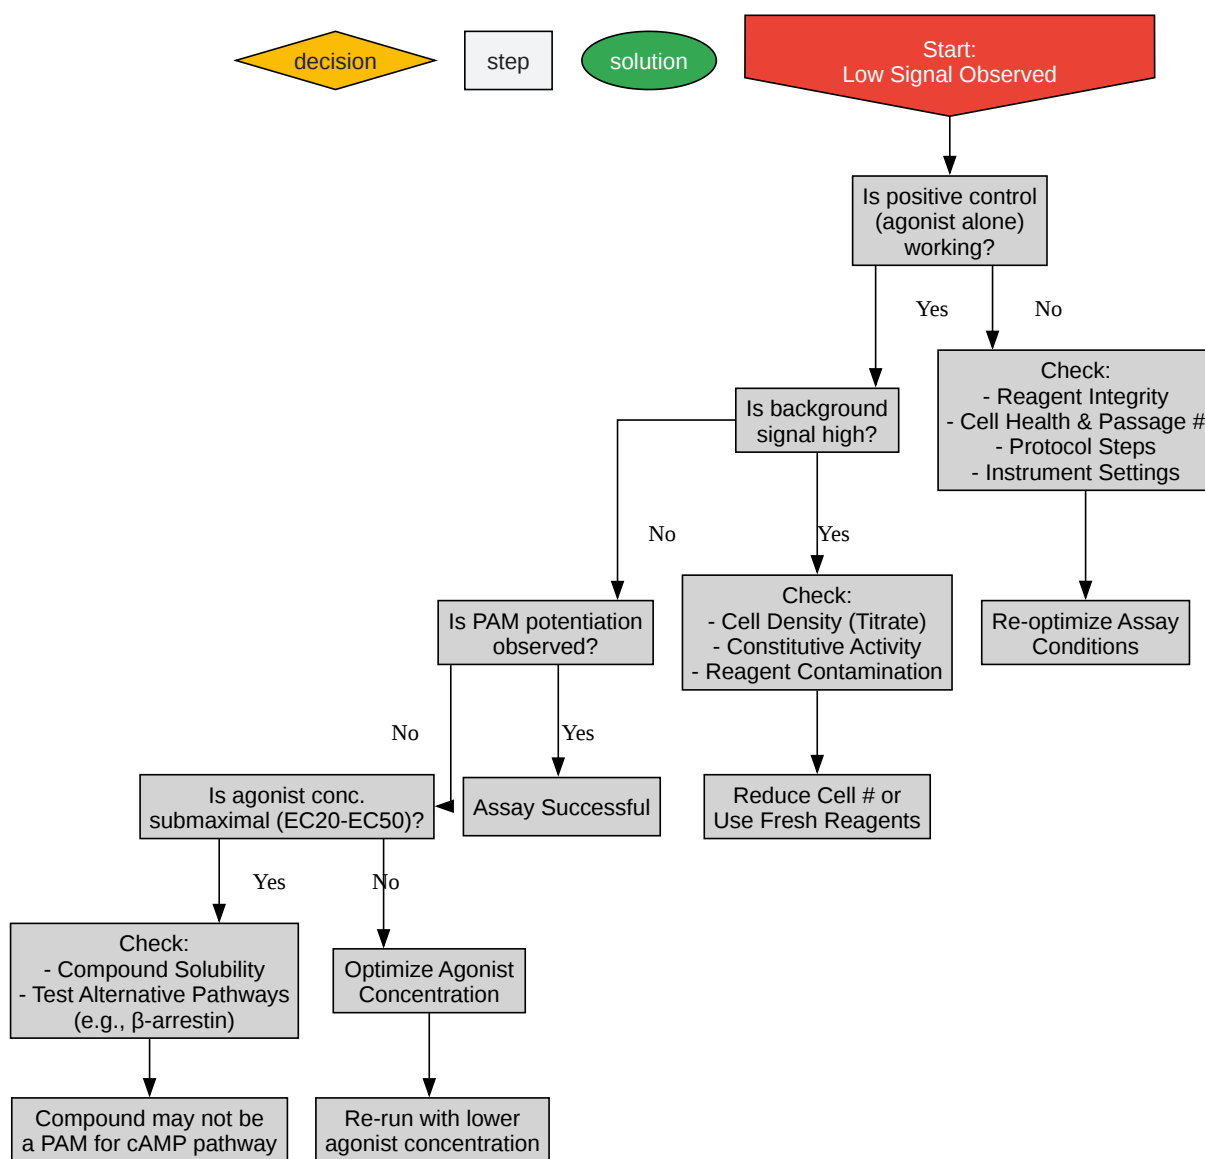 decision
step
solution
Start:
Low Signal Observed
Is positive control
(agonist alone)
working?
Yes
No
Check:
- Reagent Integrity
- Cell Health & Passage #
- Protocol Steps
- Instrument Settings
Is background
signal high?
No
Yes
Check:
- Cell Density (Titrate)
- Constitutive Activity
- Reagent Contamination
Is PAM potentiation
observed?
Re-optimize Assay
Conditions
No
Yes
Is agonist conc.
submaximal (EC20-EC50)?
Assay Successful
Reduce Cell # or
Use Fresh Reagents
Yes
No
Check:
- Compound Solubility
- Test Alternative Pathways
(e.g., β-arrestin)
Optimize Agonist
Concentration
Compound may not be
a PAM for cAMP pathway
Re-run with lower
agonist concentration